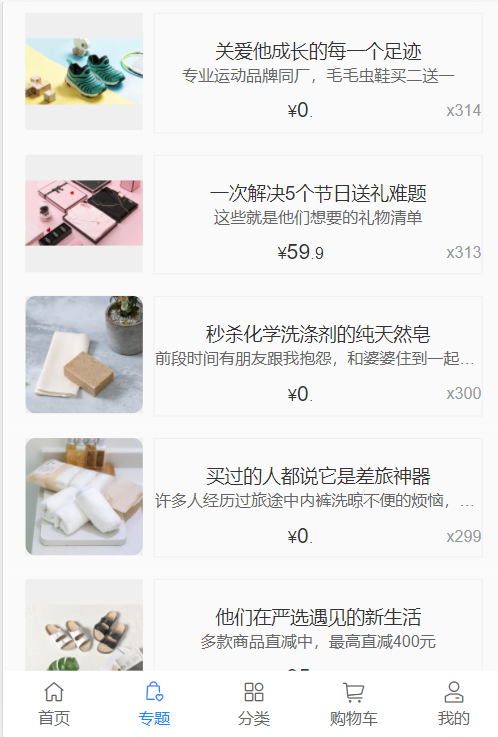 关爱他成长的每一个足迹
专业运动品牌同厂，毛毛虫鞋买二送一
¥0.
x314
一次解决5个节日送礼难题
这些就是他们想要的礼物清单
¥59.9
x313
秒杀化学洗涤剂的纯天然皂
前段时间有朋友跟我抱怨，和婆婆住到一起...
¥0.
x300
买过的人都说它是差旅神器
许多人经历过旅途中内裤洗晾不便的烦恼，...
¥0.
x299
他们在严选遇见的新生活
多款商品直减中，最高直减400元
首页
专题
分类
购物车
我的